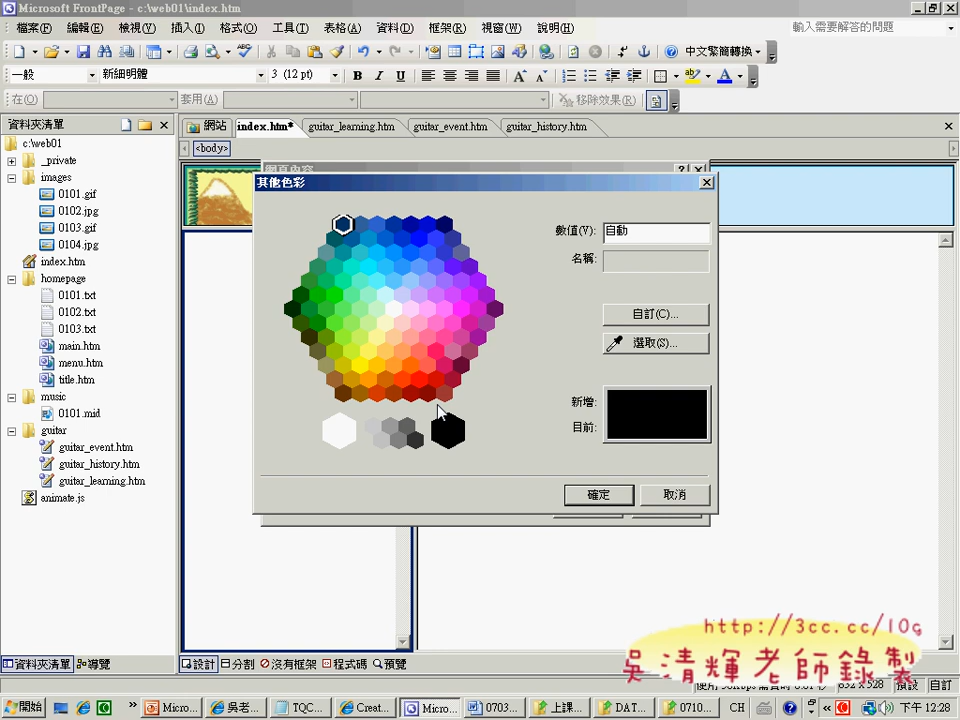 Microsoft FrontPage - c:\web01\index.htm
檔案(F) 編輯(E) 檢視(V) 插入(I) 格式(O) 工具(T) 表格(A) 資料(D) 框架(R) 視窗(W) 說明(H) 輸入需要解答的問題
中文繁簡轉換
一般 新細明體 3 (12 pt) B I U
在(O) 套用(A) 移除效果(R)
資料夾清單 網站 index.htm* guitar_learning.htm guitar_event.htm guitar_history.htm
c:\web01 <body>
_private
images
0101.gif
0102.jpg
0103.gif
0104.jpg
index.htm
homepage
0101.txt
0102.txt
0103.txt
main.htm
menu.htm
title.htm
music
0101.mid
guitar
guitar_event.htm
guitar_history.htm
guitar_learning.htm
animate.js
其他色彩
數值(V): 自動
名稱:
自訂(C)...
選取(S)...
新增:
目前:
確定 取消
http://3cc.cc/10g
吳清輝老師錄製
資料夾清單 導覽 設計 分割 沒有框架 程式碼 預覽
預設 自訂
開始 Micro... 吳老... TQC... Creat... Micro... 0703... 上課... DAT... 0710... CH 下午 12:28